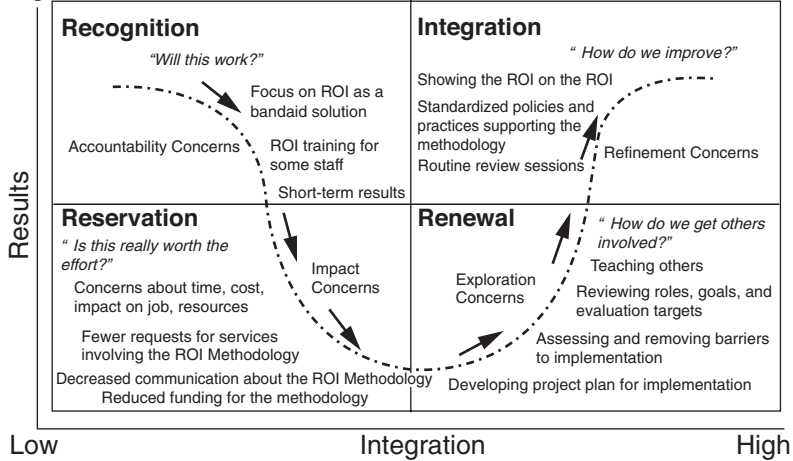 Recognition
“Will this work?”
Focus on ROI as a
bandaid solution
Accountability Concerns
ROI training for
some staff
Short-term results
Integration
“ How do we improve?”
Showing the ROI on the ROI
Standardized policies and
practices supporting the
methodology
Routine review sessions
Refinement Concerns
Reservation
“ Is this really worth the
effort?”
Impact
Concerns
Concerns about time, cost,
impact on job, resources
Fewer requests for services
involving the ROI Methodology
Decreased communication about the ROI Methodology
Reduced funding for the methodology
Renewal
“ How do we get others
involved?”
Teaching others
Exploration
Concerns
Reviewing roles, goals, and
evaluation targets
Assessing and removing barriers
to implementation
Developing project plan for implementation
Results
Low
Integration
High